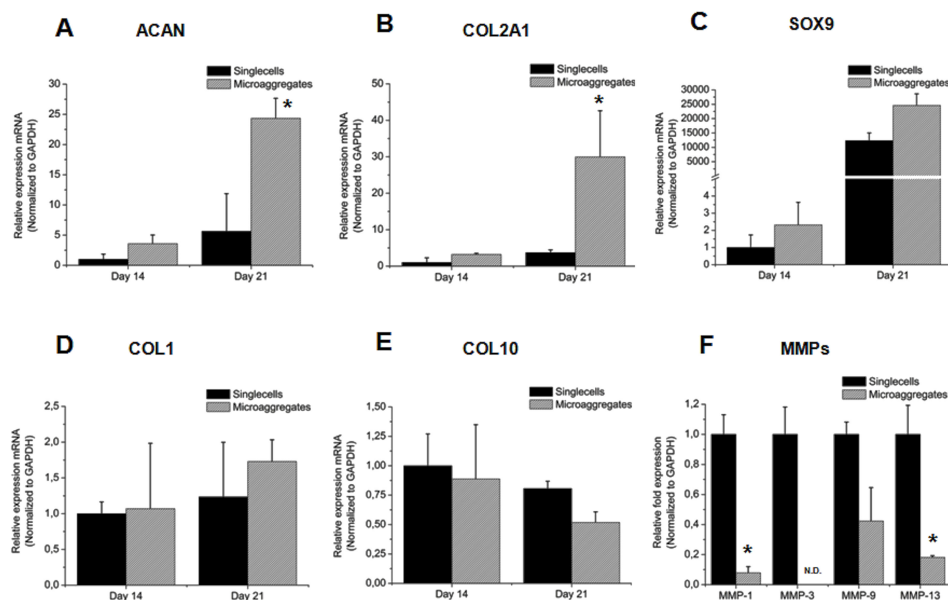 A ACAN
Singlecells
Microaggregates
Relative expression mRNA
(Normalized to GAPDH)
30
25
20
15
10
5
0
*
Day 14 Day 21
B COL2A1
Singlecells
Microaggregates
Relative expression mRNA
(Normalized to GAPDH)
50
40
30
20
10
0
*
Day 14 Day 21
C SOX9
Singlecells
Microaggregates
Relative expression mRNA
(Normalized to GAPDH)
30000
25000
20000
15000
10000
5000
4
3
2
1
0
Day 14 Day 21
D COL1
Singlecells
Microaggregates
Relative expression mRNA
(Normalized to GAPDH)
2,5
2,0
1,5
1,0
0,5
0,0
Day 14 Day 21
E COL10
Singlecells
Microaggregates
Relative expression mRNA
(Normalized to GAPDH)
1,50
1,25
1,00
0,75
0,50
0,25
0,00
Day 14 Day 21
F MMPs
Singlecells
Microaggregates
Relative fold expression
(Normalized to GAPDH)
1,2
1,0
0,8
0,6
0,4
0,2
0,0
* N.D. *
MMP-1 MMP-3 MMP-9 MMP-13